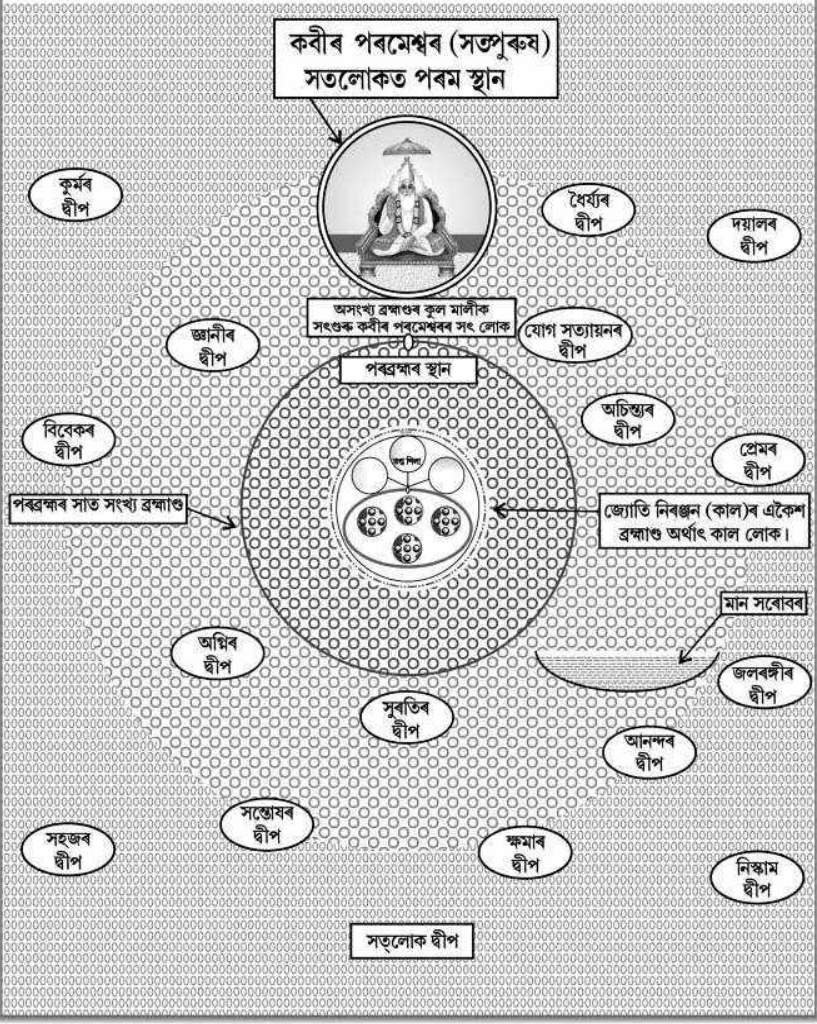 কবীৰ পৰমেশ্বৰ (সতপুৰুষ)
সতলোকত পৰম স্থান
কুৰ্মৰ
দ্বীপ
ধৈৰ্য্যৰ
দ্বীপ
দয়ালৰ
দ্বীপ
অসংখ্য ব্ৰহ্মাণ্ডৰ কুল মালীক
সৎগুৰু কবীৰ পৰমেশ্বৰৰ সৎ লোক
জ্ঞানীৰ
দ্বীপ
যোগ সত্যায়নৰ
দ্বীপ
পৰব্ৰহ্মৰ স্থান
অচিন্ত্যৰ
দ্বীপ
বিবেকৰ
দ্বীপ
প্ৰেমৰ
দ্বীপ
তপ্ত শিলা
পৰব্ৰহ্মৰ সাত সংখ্য ব্ৰহ্মাণ্ড
জ্যোতি নিৰঞ্জন (কাল)ৰ একৈশ
ব্ৰহ্মাণ্ড অৰ্থাৎ কাল লোক।
মান সৰোবৰ
অগ্নিৰ
দ্বীপ
জলৰঙ্গীৰ
দ্বীপ
সুৰতিৰ
দ্বীপ
আনন্দৰ
দ্বীপ
সন্তোষৰ
দ্বীপ
সহজৰ
দ্বীপ
ক্ষমাৰ
দ্বীপ
নিস্কাম
দ্বীপ
সত্‌লোক দ্বীপ